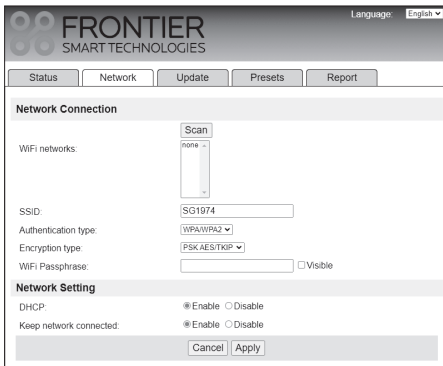 Language: English
FRONTIER
SMART TECHNOLOGIES
Status Network Update Presets Report
Network Connection
Scan
WiFi networks: none
SSID: SG1974
Authentication type: WPA/WPA2
Encryption type: PSK AES/TKIP
WiFi Passphrase: Visible
Network Setting
DHCP: Enable Disable
Keep network connected: Enable Disable
Cancel Apply